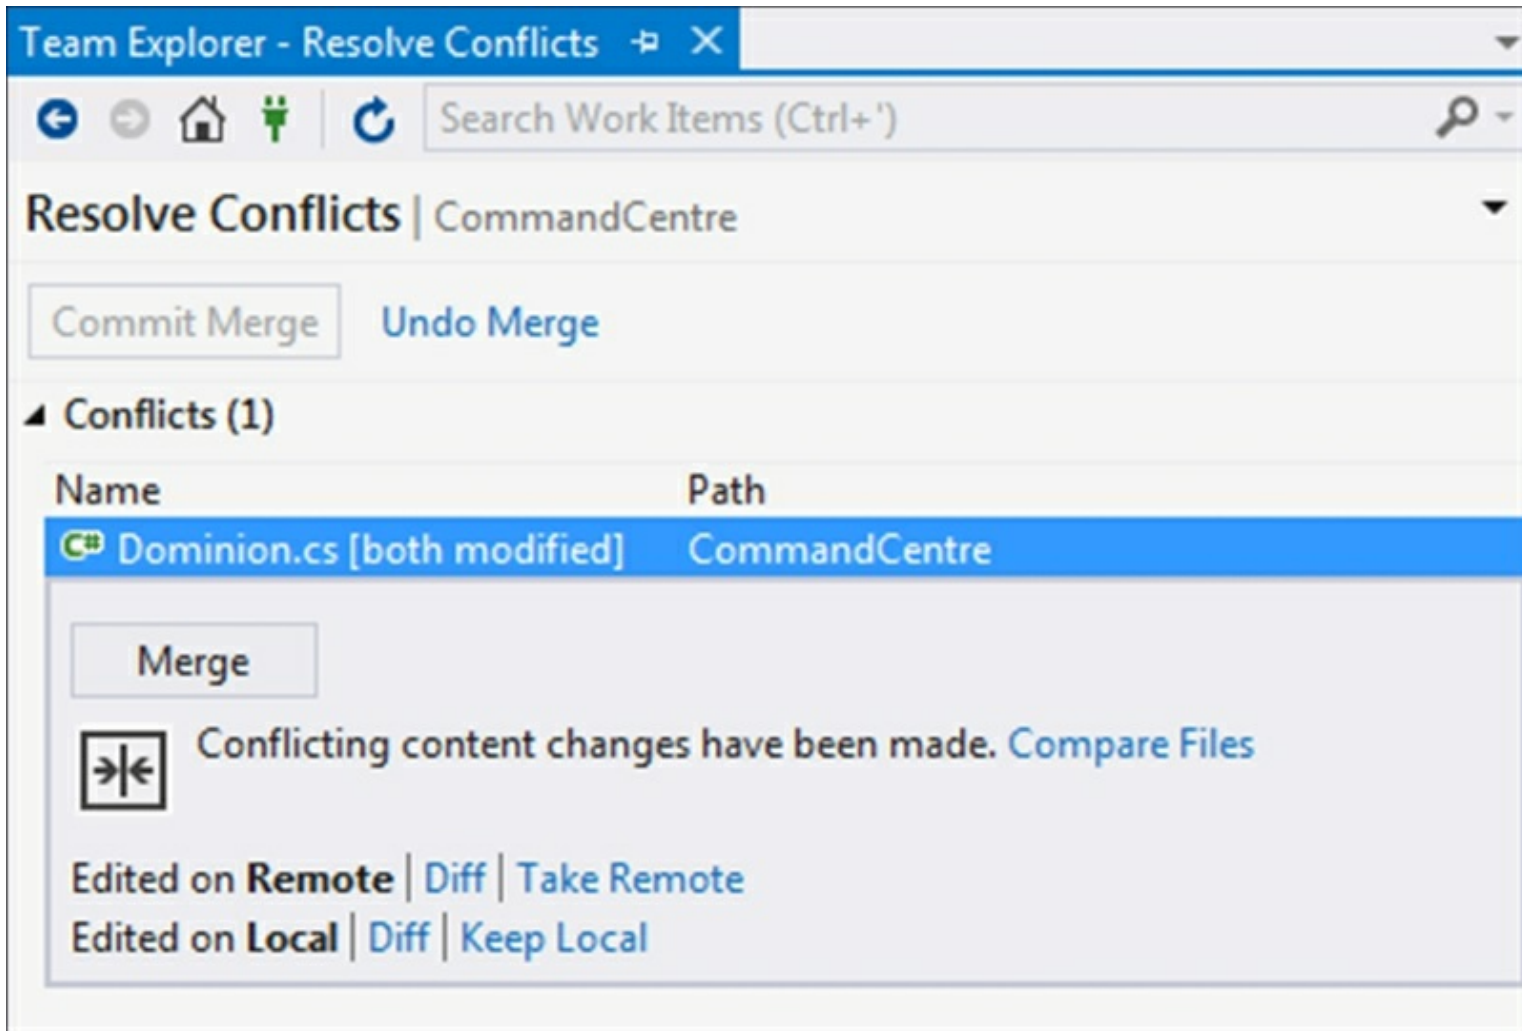 Team Explorer - Resolve Conflicts
Search Work Items (Ctrl+')
Resolve Conflicts | CommandCentre
Commit Merge Undo Merge
Conflicts (1)
Name Path
C# Dominion.cs [both modified] CommandCentre
Merge
Conflicting content changes have been made. Compare Files
Edited on Remote | Diff | Take Remote
Edited on Local | Diff | Keep Local